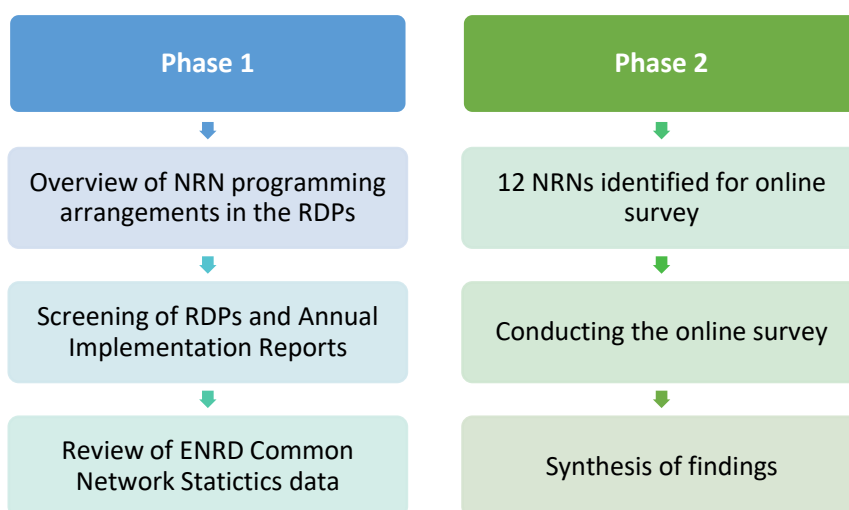 Phase 1
Overview of NRN programming
arrangements in the RDPs
Screening of RDPs and Annual
Implementation Reports
Review of ENRD Common
Network Statictics data
Phase 2
12 NRNs identified for online
survey
Conducting the online survey
Synthesis of findings